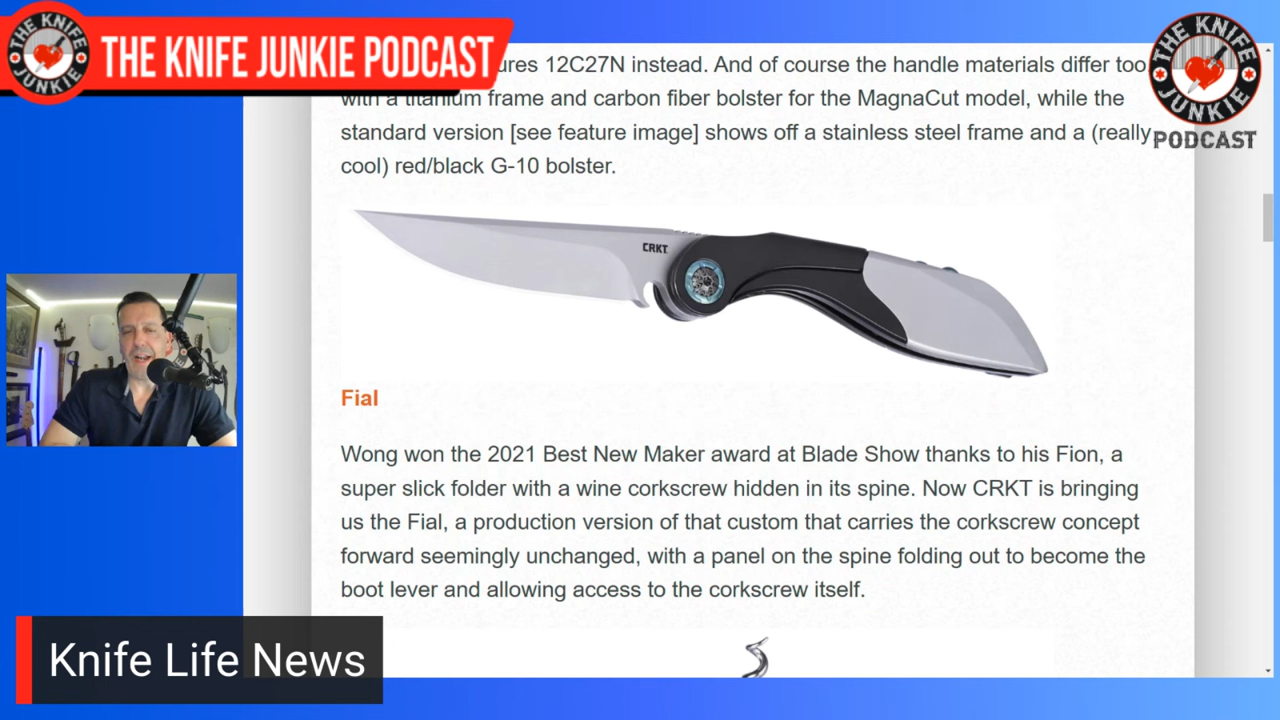 THE KNIFE JUNKIE
THE KNIFE JUNKIE PODCAST
THE KNIFE JUNKIE
PODCAST
ures 12C27N instead. And of course the handle materials differ too
with a titanium frame and carbon fiber bolster for the MagnaCut model, while the
standard version [see feature image] shows off a stainless steel frame and a (really
cool) red/black G-10 bolster.
CRKT
Fial
Wong won the 2021 Best New Maker award at Blade Show thanks to his Fion, a
super slick folder with a wine corkscrew hidden in its spine. Now CRKT is bringing
us the Fial, a production version of that custom that carries the corkscrew concept
forward seemingly unchanged, with a panel on the spine folding out to become the
boot lever and allowing access to the corkscrew itself.
Knife Life News